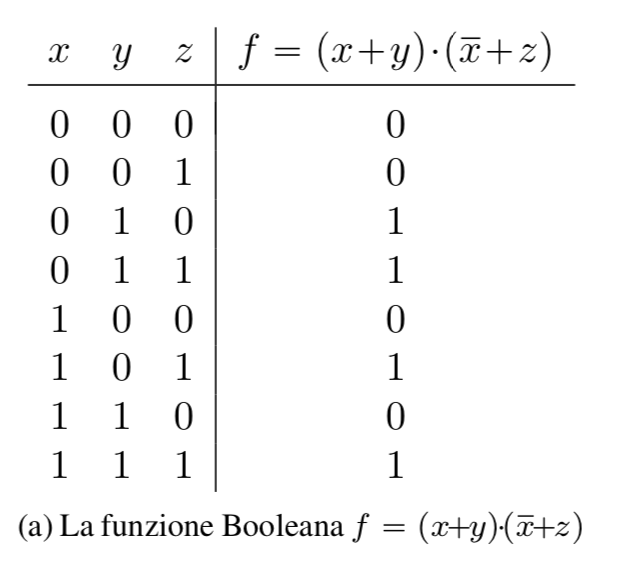 x y z f = (x+y)·(x̅+z)
0 0 0 0
0 0 1 0
0 1 0 1
0 1 1 1
1 0 0 0
1 0 1 1
1 1 0 0
1 1 1 1
(a) La funzione Booleana f = (x+y)·(x̅+z)